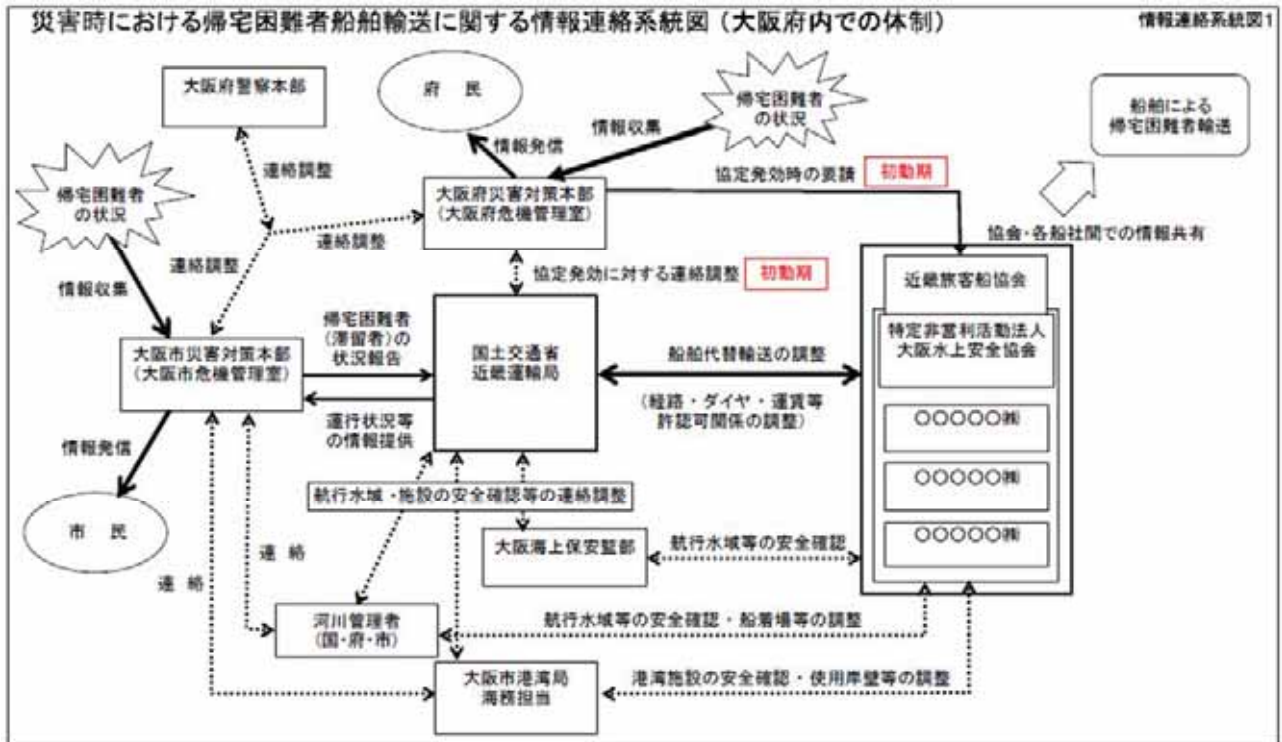 災害時における帰宅困難者船舶輸送に関する情報連絡系統図（大阪府内での体制）
情報連絡系統図1
大阪府警察本部
府　民
帰宅困難者
の状況
船舶による
帰宅困難者輸送
情報発信
情報収集
帰宅困難者
の状況
連絡調整
大阪府災害対策本部
（大阪府危機管理室）
協定発効時の要請
初動期
連絡調整
連絡調整
協会・各船社間での情報共有
情報収集
協定発効に対する連絡調整
初動期
近畿旅客船協会
大阪市災害対策本部
（大阪市危機管理室）
帰宅困難者
（滞留者）の
状況報告
国土交通省
近畿運輸局
船舶代替輸送の調整
特定非営利活動法人
大阪水上安全協会
運行状況等
の情報提供
（経路・ダイヤ・運賃等
許認可関係の調整）
〇〇〇〇〇㈱
情報発信
〇〇〇〇〇㈱
航行水域・施設の安全確認等の連絡調整
市　民
大阪海上保安監部
航行水域等の安全確認
〇〇〇〇〇㈱
連　絡
連　絡
河川管理者
（国・府・市）
航行水域等の安全確認・船着場等の調整
大阪市港湾局
海務担当
港湾施設の安全確認・使用岸壁等の調整